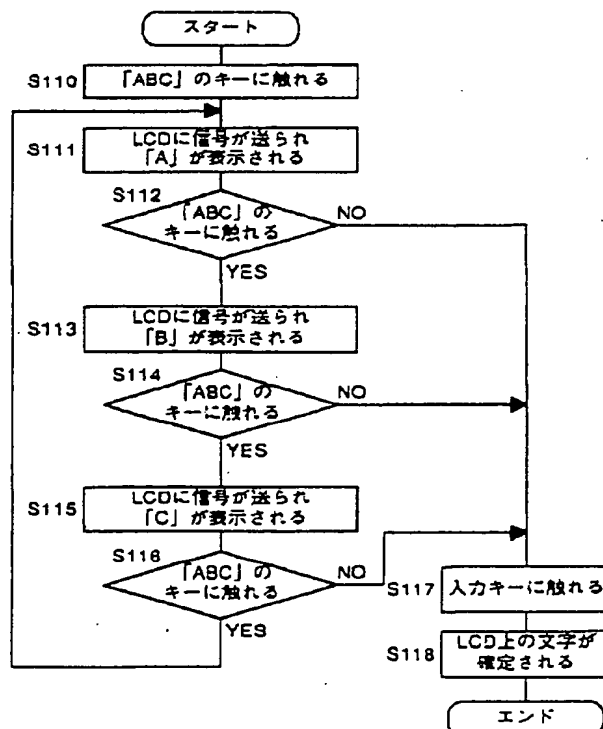 スタート
S110
「ABC」のキーに触れる
S111
LCDに信号が送られ
「A」が表示される
S112
「ABC」の
キーに触れる
NO
YES
S113
LCDに信号が送られ
「B」が表示される
S114
「ABC」の
キーに触れる
NO
YES
S115
LCDに信号が送られ
「C」が表示される
S116
「ABC」の
キーに触れる
NO
YES
S117
入力キーに触れる
S118
LCD上の文字が
確定される
エンド